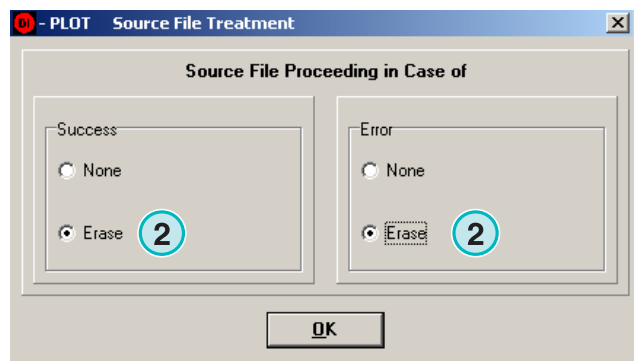 DI - PLOT Source File Treatment
Source File Proceeding in Case of
Success
None
Erase 2
Error
None
Erase 2
OK